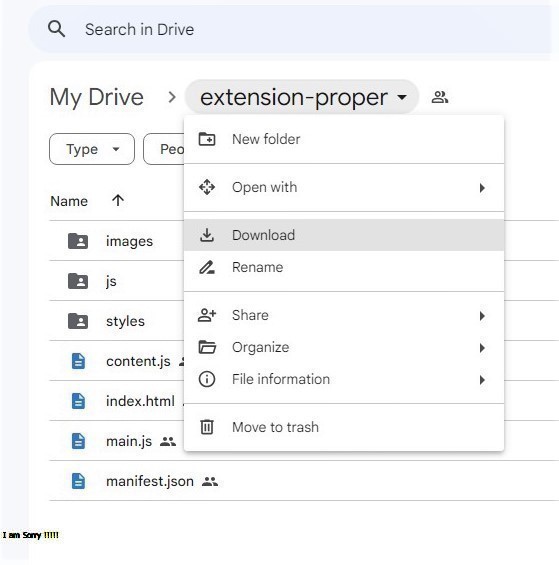 Search in Drive
My Drive > extension-proper
Type
Peo
New folder
Open with
Name
Download
images
Rename
js
Share
styles
Organize
content.js
File information
index.html
Move to trash
main.js
manifest.json
I am Sorry !!!!!